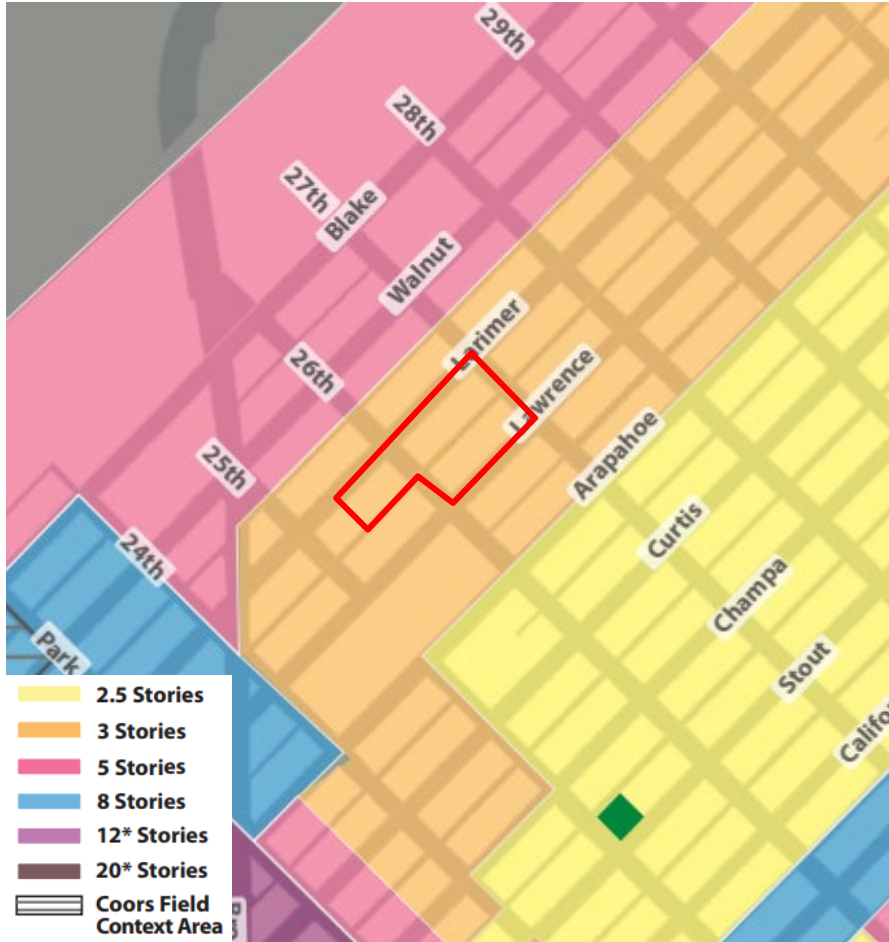 29th
28th
27th
Blake
Walnut
Larimer
26th
Lawrence
Arapahoe
25th
Curtis
24th
Champa
Stout
Park
Califo
2.5 Stories
3 Stories
5 Stories
8 Stories
12* Stories
20* Stories
Coors Field
Context Area